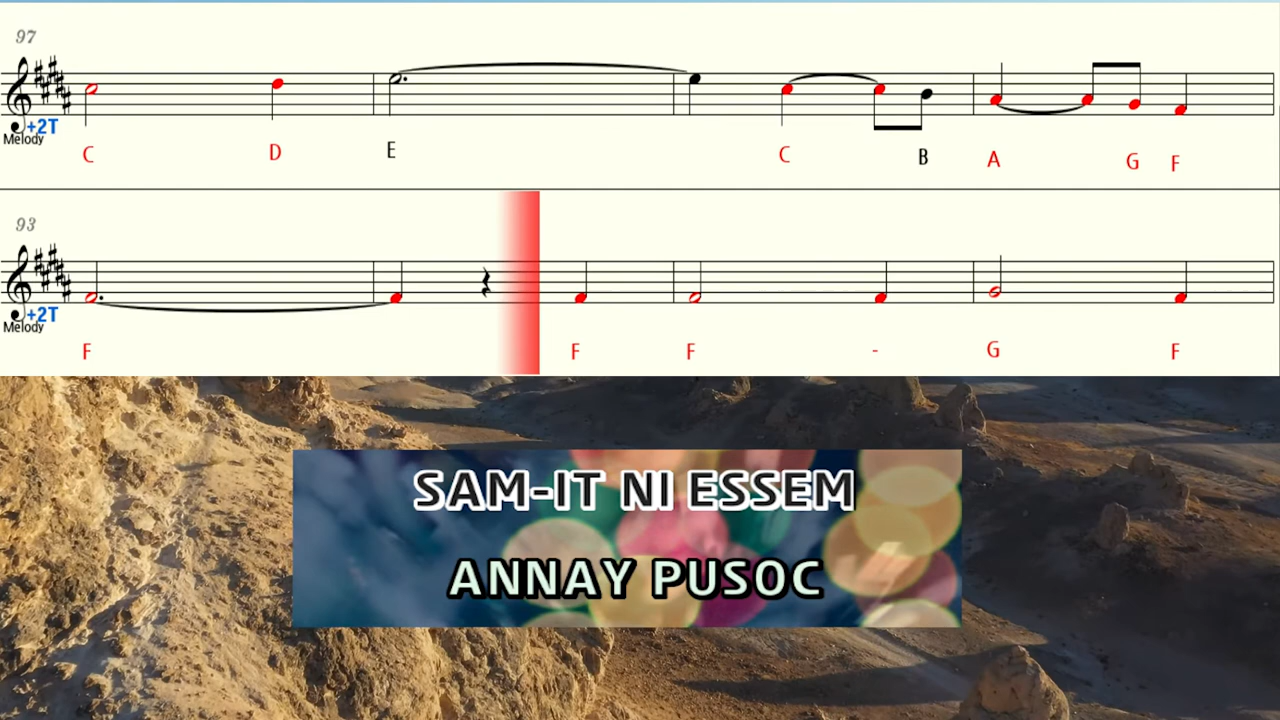 97
+2T
Melody
C D E C B A G F
93
+2T
Melody
F F F - G F
SAM-IT NI ESSEM
ANNAY PUSOC